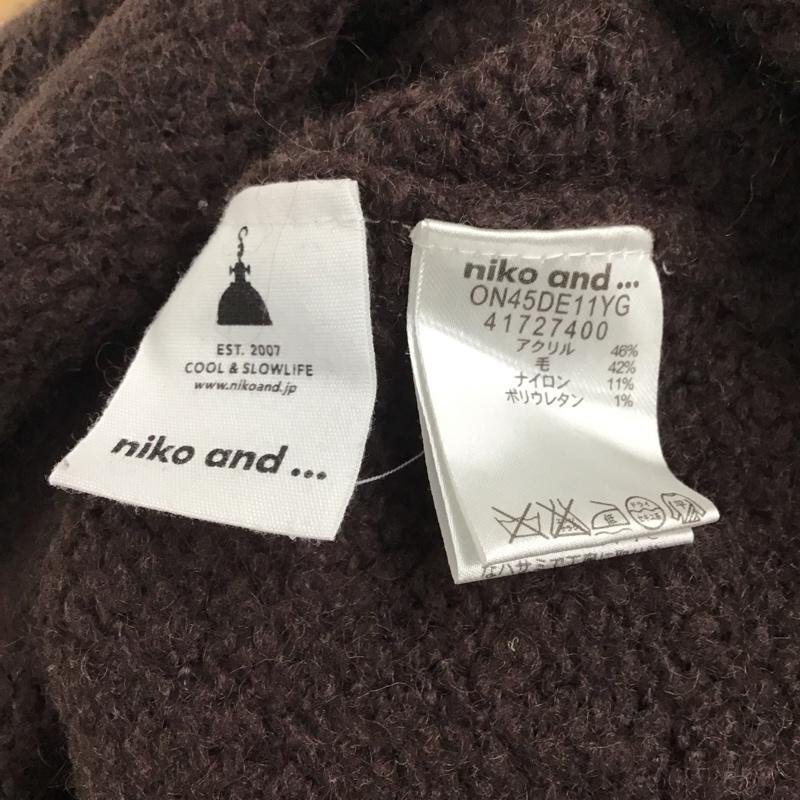 EST. 2007
COOL & SLOWLIFE
www.nikoand.jp
niko and ...
niko and ...
ON45DE11YG
41727400
アクリル 46%
毛 42%
ナイロン 11%
ポリウレタン 1%